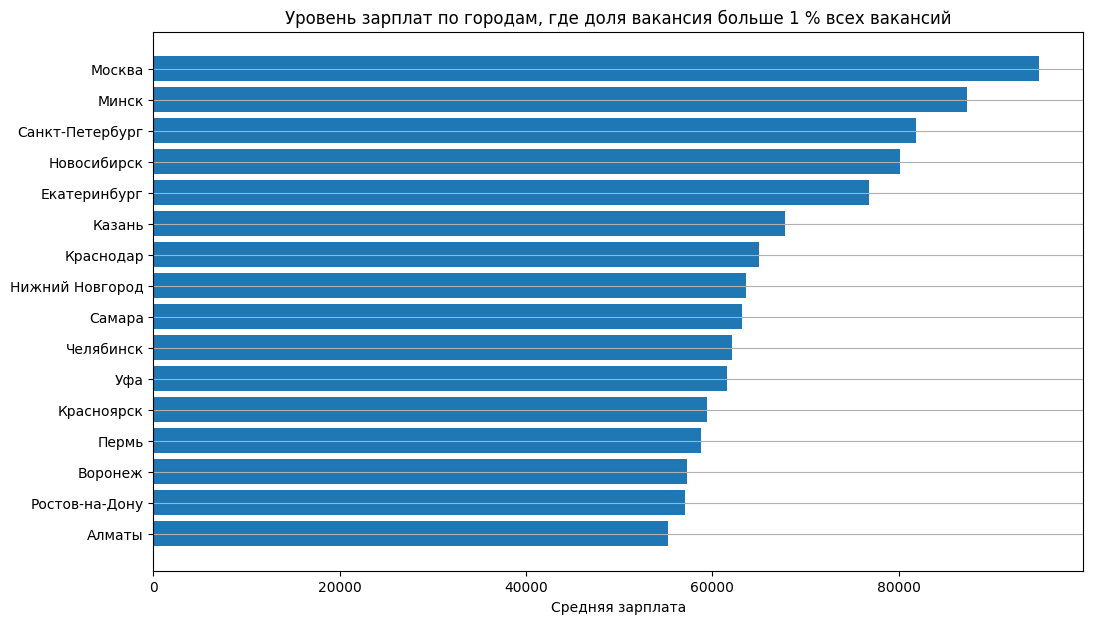 Уровень зарплат по городам, где доля вакансия больше 1 % всех вакансий
Москва
Минск
Санкт-Петербург
Новосибирск
Екатеринбург
Казань
Краснодар
Нижний Новгород
Самара
Челябинск
Уфа
Красноярск
Пермь
Воронеж
Ростов-на-Дону
Алматы
0 20000 40000 60000 80000
Средняя зарплата